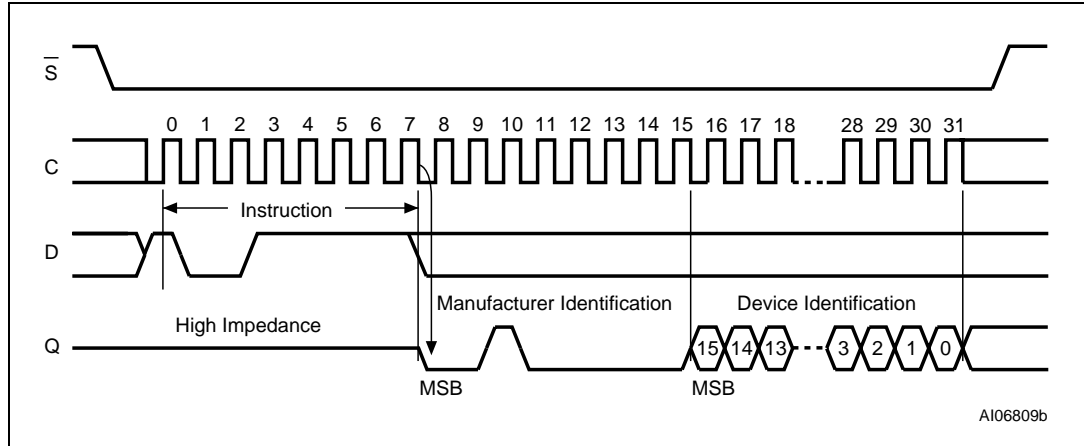 S
0 1 2 3 4 5 6 7 8 9 10 11 12 13 14 15 16 17 18 28 29 30 31
C
Instruction
D
Manufacturer Identification Device Identification
High Impedance
Q 15 14 13 3 2 1 0
MSB MSB
AI06809b